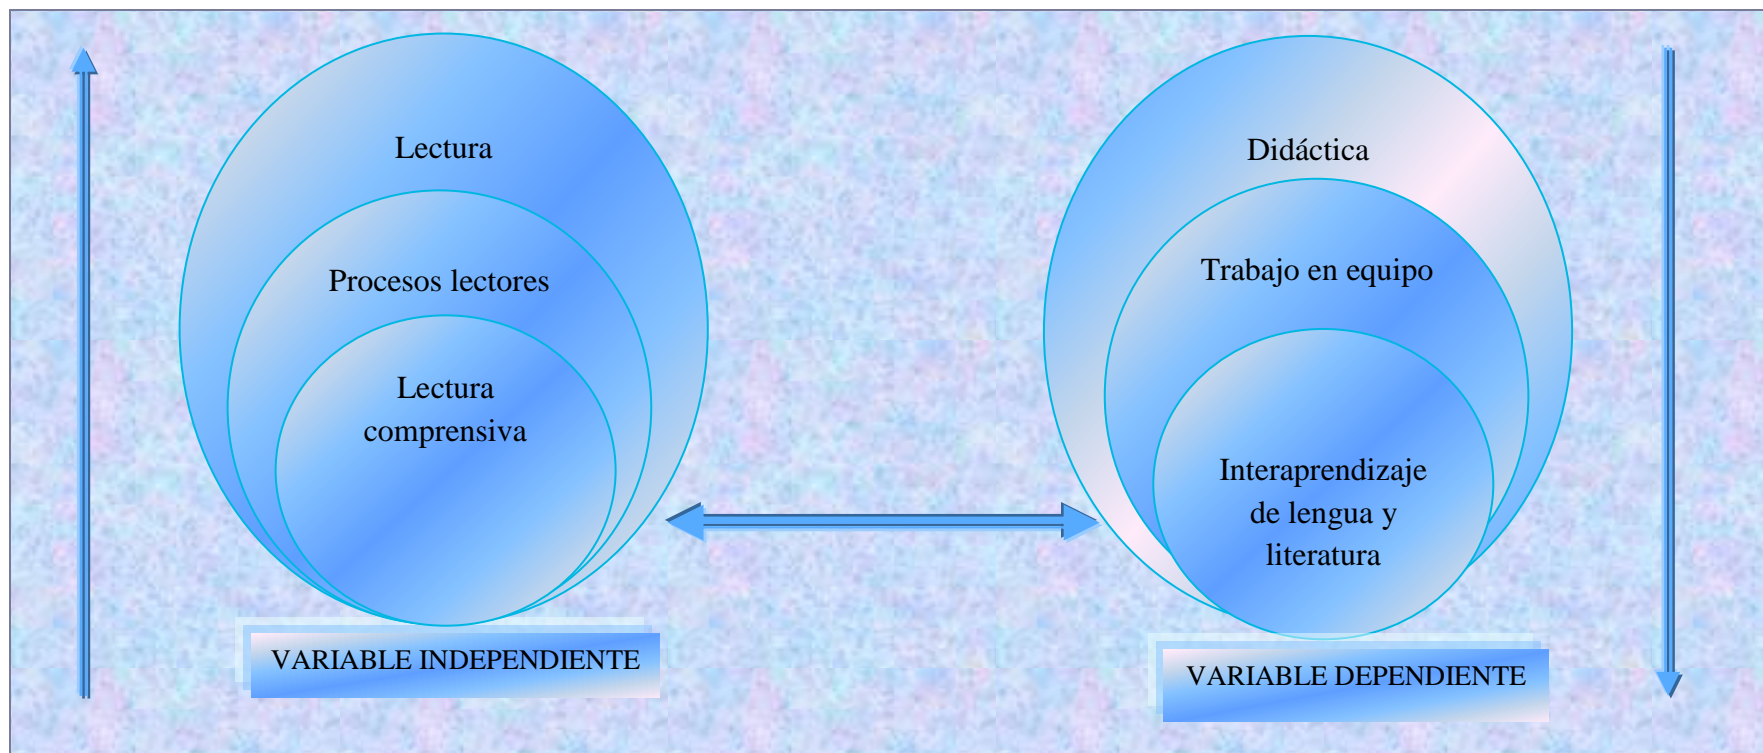 Lectura
Procesos lectores
Lectura
comprensiva
VARIABLE INDEPENDIENTE
Didáctica
Trabajo en equipo
Interaprendizaje
de lengua y
literatura
VARIABLE DEPENDIENTE